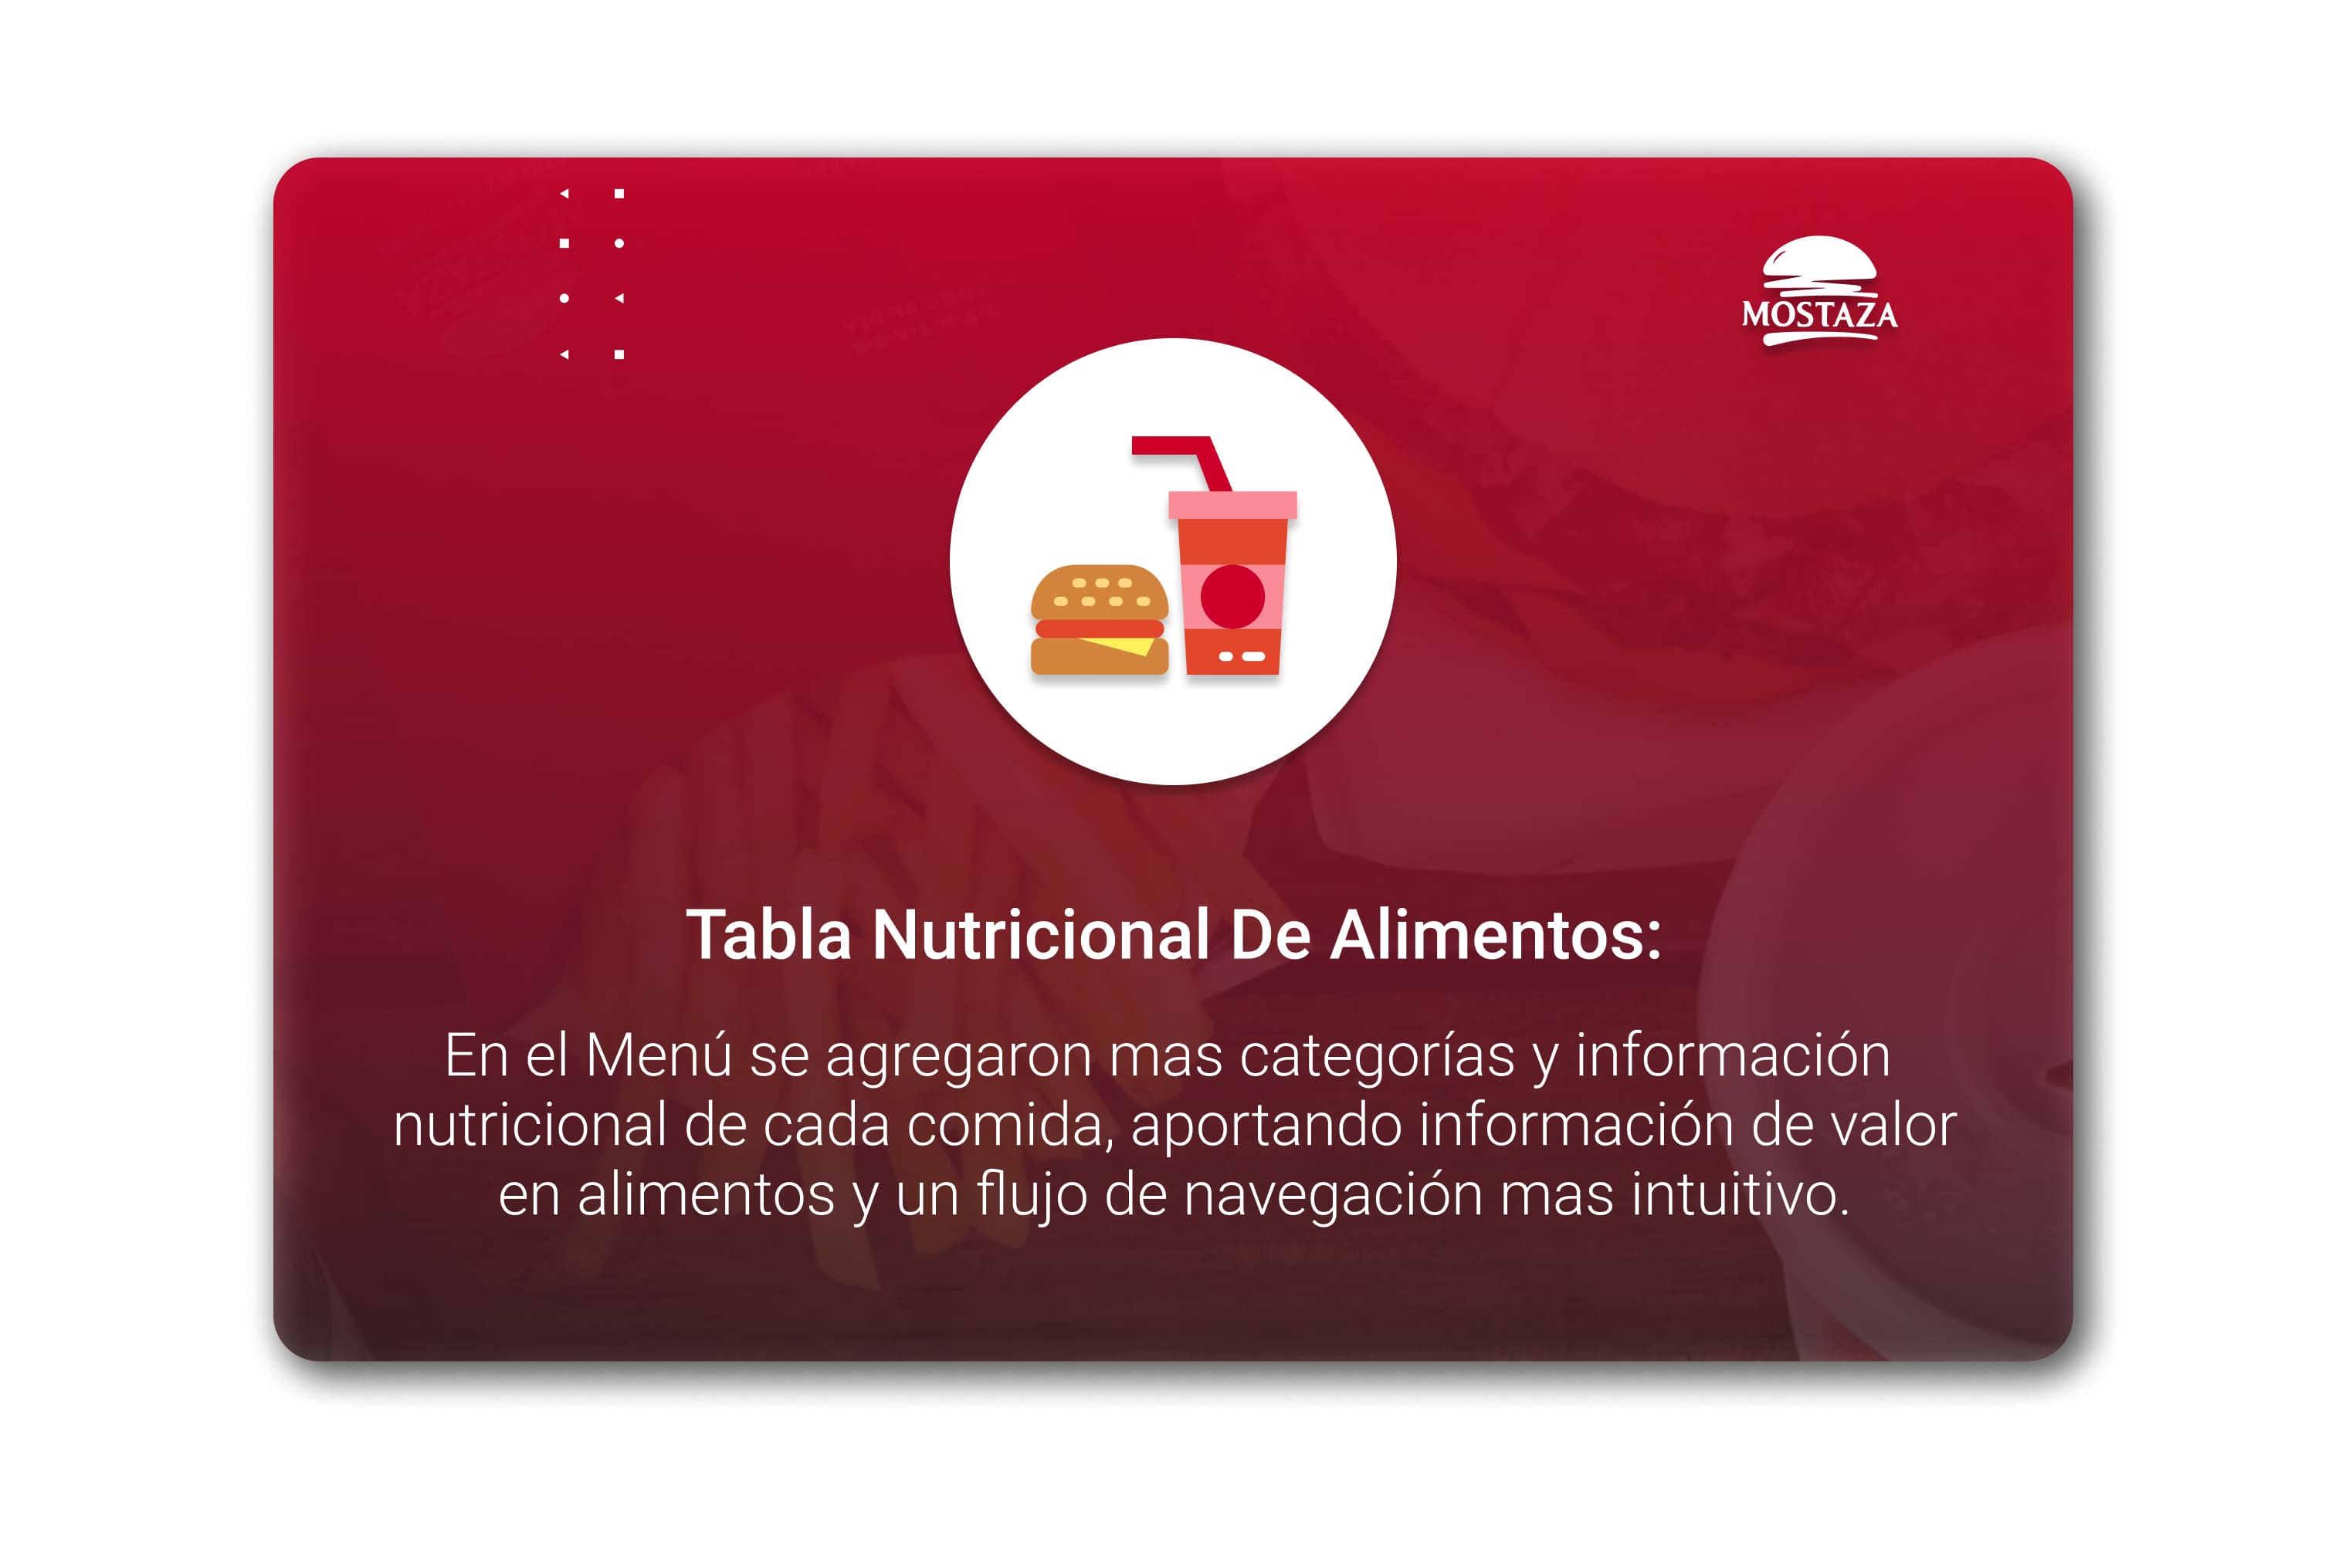 MOSTAZA
Tabla Nutricional De Alimentos:
En el Menú se agregaron mas categorías y información
nutricional de cada comida, aportando información de valor
en alimentos y un flujo de navegación mas intuitivo.